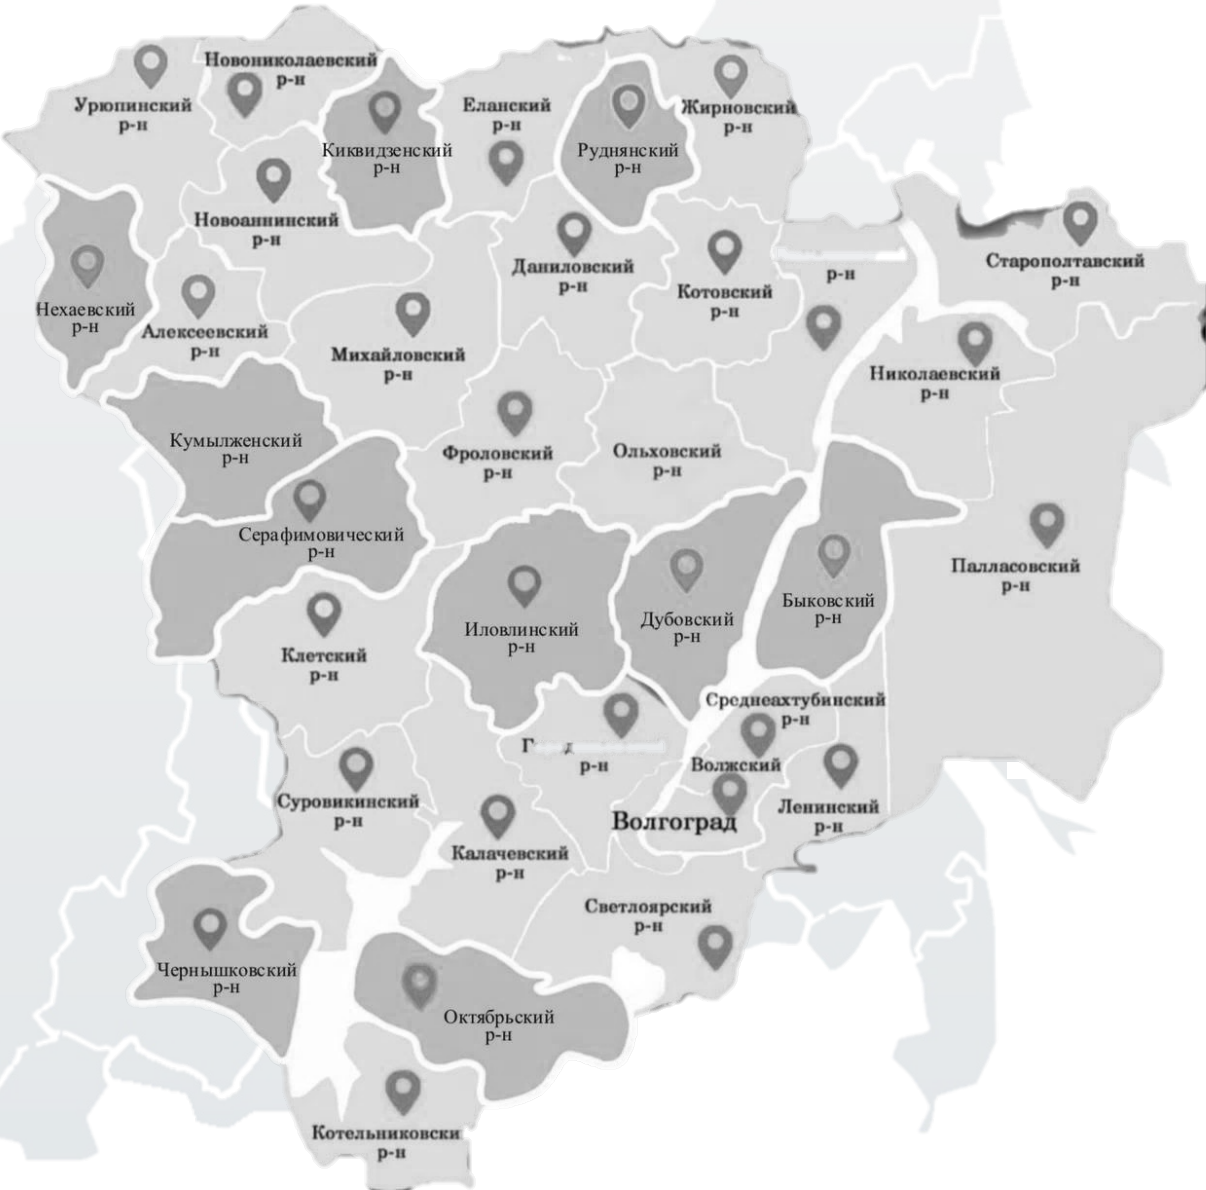 Новониколаевский
р-н
Урюпинский
р-н
Еланский
р-н
Жирновский
р-н
Киквидзенский
р-н
Руднянский
р-н
Новоаннинский
р-н
Даниловский
р-н
Старополтавский
р-н
р-н
Котовский
р-н
Нехаевский
р-н
Алексеевский
р-н
Михайловский
р-н
Николаевский
р-н
Кумылженский
р-н
Фроловский
р-н
Ольховский
р-н
Серафимовический
р-н
Палласовский
р-н
Быковский
р-н
Дубовский
р-н
Иловлинский
р-н
Клетский
р-н
Среднеахтубинский
р-н
р-н
Волжский
Суровикинский
р-н
Ленинский
р-н
Волгоград
Калачевский
р-н
Светлоярский
р-н
Чернышковский
р-н
Октябрьский
р-н
Котельниковски
р-н